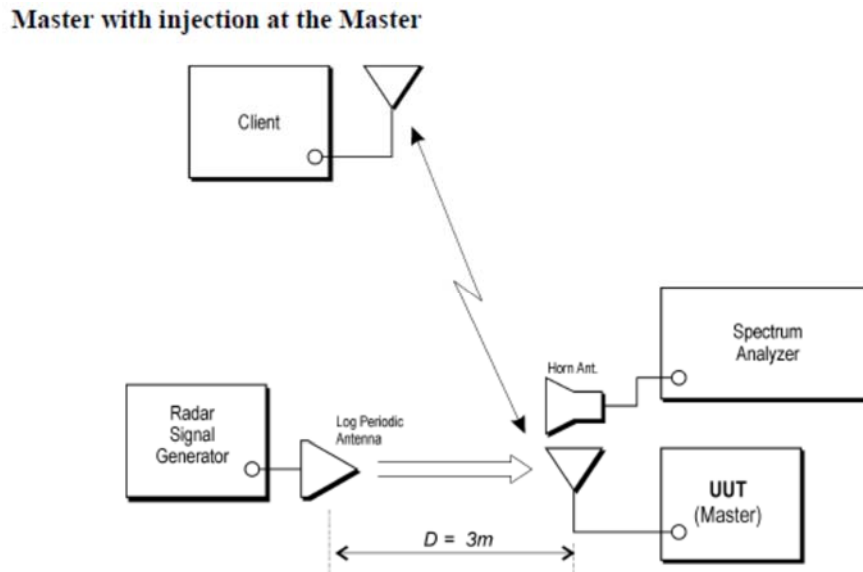 Master with injection at the Master
Client
Spectrum
Analyzer
Horn Ant.
Radar
Signal
Generator
Log Periodic
Antenna
UUT
(Master)
D = 3m